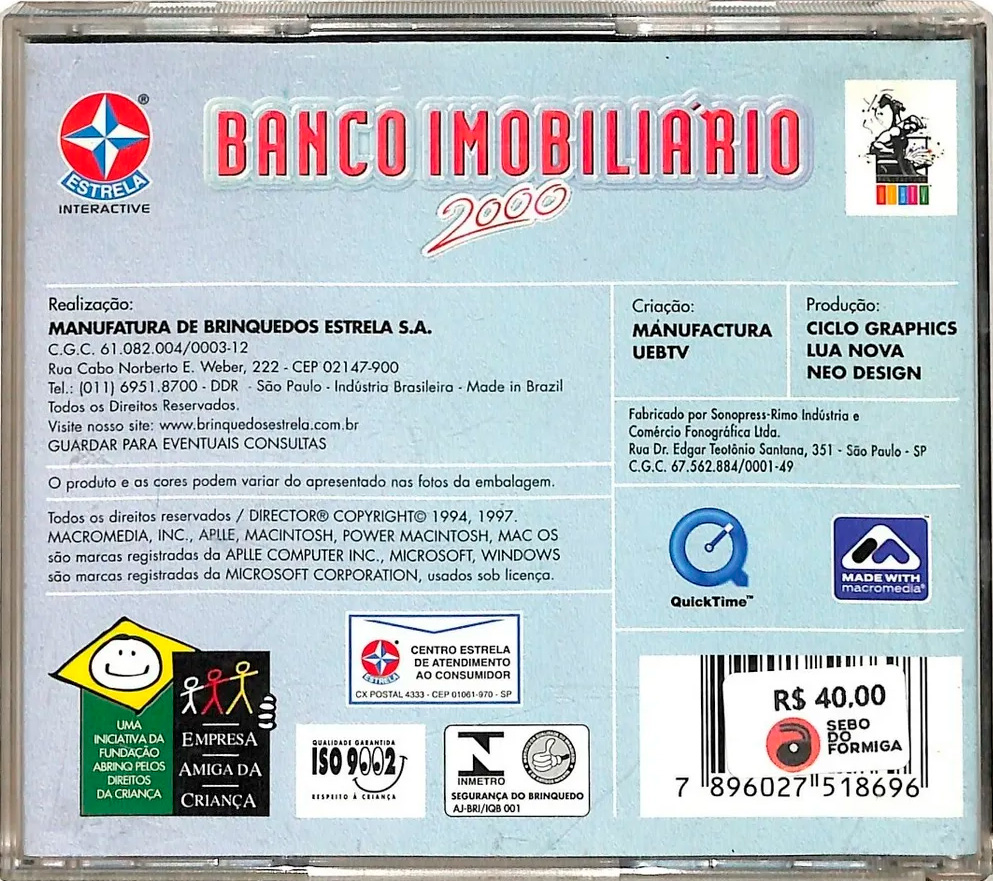 ESTRELA
®
INTERACTIVE
BANCO IMOBILIÁRIO
2000
Realização:
MANUFATURA DE BRINQUEDOS ESTRELA S.A.
C.G.C. 61.082.004/0003-12
Rua Cabo Norberto E. Weber, 222 - CEP 02147-900
Tel.: (011) 6951.8700 - DDR - São Paulo - Indústria Brasileira - Made in Brazil
Todos os Direitos Reservados.
Visite nosso site: www.brinquedosestrela.com.br
GUARDAR PARA EVENTUAIS CONSULTAS
O produto e as cores podem variar do apresentado nas fotos da embalagem.
Todos os direitos reservados / DIRECTOR® COPYRIGHT© 1994, 1997.
MACROMEDIA, INC., APLLE, MACINTOSH, POWER MACINTOSH, MAC OS
são marcas registradas da APLLE COMPUTER INC., MICROSOFT, WINDOWS
são marcas registradas da MICROSOFT CORPORATION, usados sob licença.
Criação:
MÁNUFACTURA
UEBTV
Produção:
CICLO GRAPHICS
LUA NOVA
NEO DESIGN
Fabricado por Sonopress-Rimo Indústria e
Comércio Fonográfica Ltda.
Rua Dr. Edgar Teotônio Santana, 351 - São Paulo - SP
C.G.C. 67.562.884/0001-49
QuickTime™
MADE WITH
macromedia®
UMA
INICIATIVA DA
FUNDAÇÃO
ABRINQ PELOS
DIREITOS
DA CRIANÇA
EMPRESA
AMIGA DA
CRIANÇA
ESTRELA
CENTRO ESTRELA
DE ATENDIMENTO
AO CONSUMIDOR
CX POSTAL 4333 - CEP 01061-970 - SP
QUALIDADE GARANTIDA
ISO 9002
RESPEITO À CRIANÇA
INMETRO
SEGURANÇA DO BRINQUEDO
AJ-BRI/IQB 001
R$ 40,00
SEBO
DO
FORMIGA
7 896027 518696